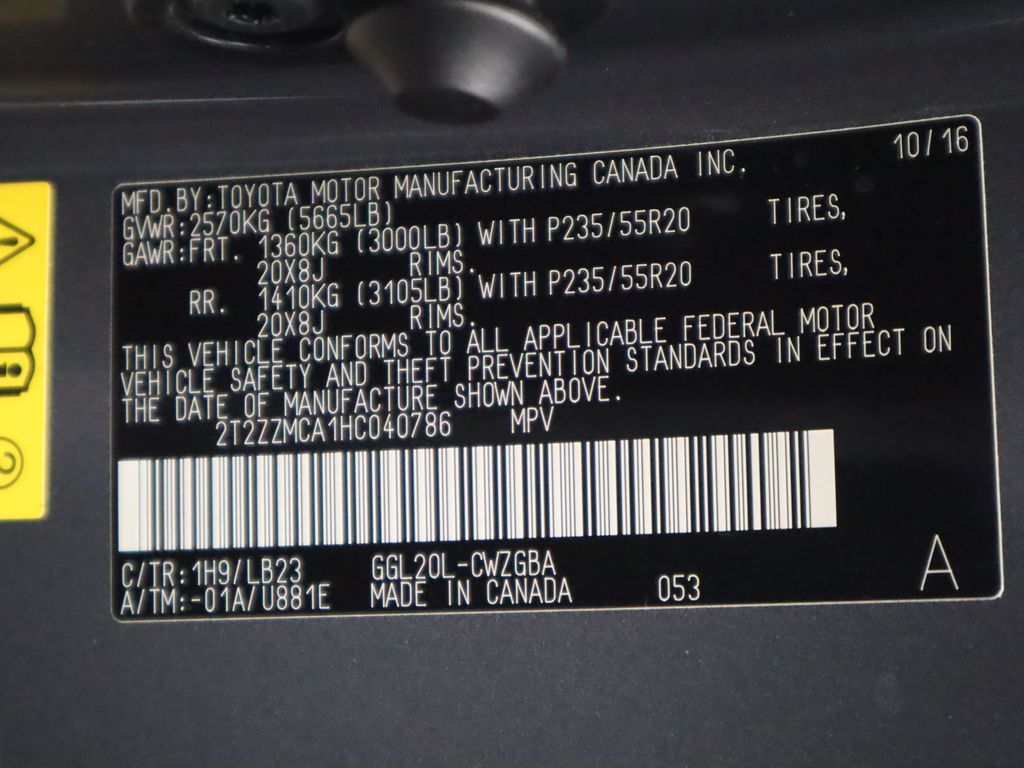 10/16
MFD. BY: TOYOTA MOTOR MANUFACTURING CANADA INC.
GVWR: 2570KG (5665LB)
GAWR: FRT. 1360KG (3000LB) WITH P235/55R20 TIRES,
20X8J RIMS.
RR. 1410KG (3105LB) WITH P235/55R20 TIRES,
20X8J RIMS.
THIS VEHICLE CONFORMS TO ALL APPLICABLE FEDERAL MOTOR
VEHICLE SAFETY AND THEFT PREVENTION STANDARDS IN EFFECT ON
THE DATE OF MANUFACTURE SHOWN ABOVE.
2T2ZZMCA1HC040786 MPV
C/TR: 1H9/LB23 GGL20L-CWZGBA
A/TM: -01A/U881E MADE IN CANADA 053 A
2